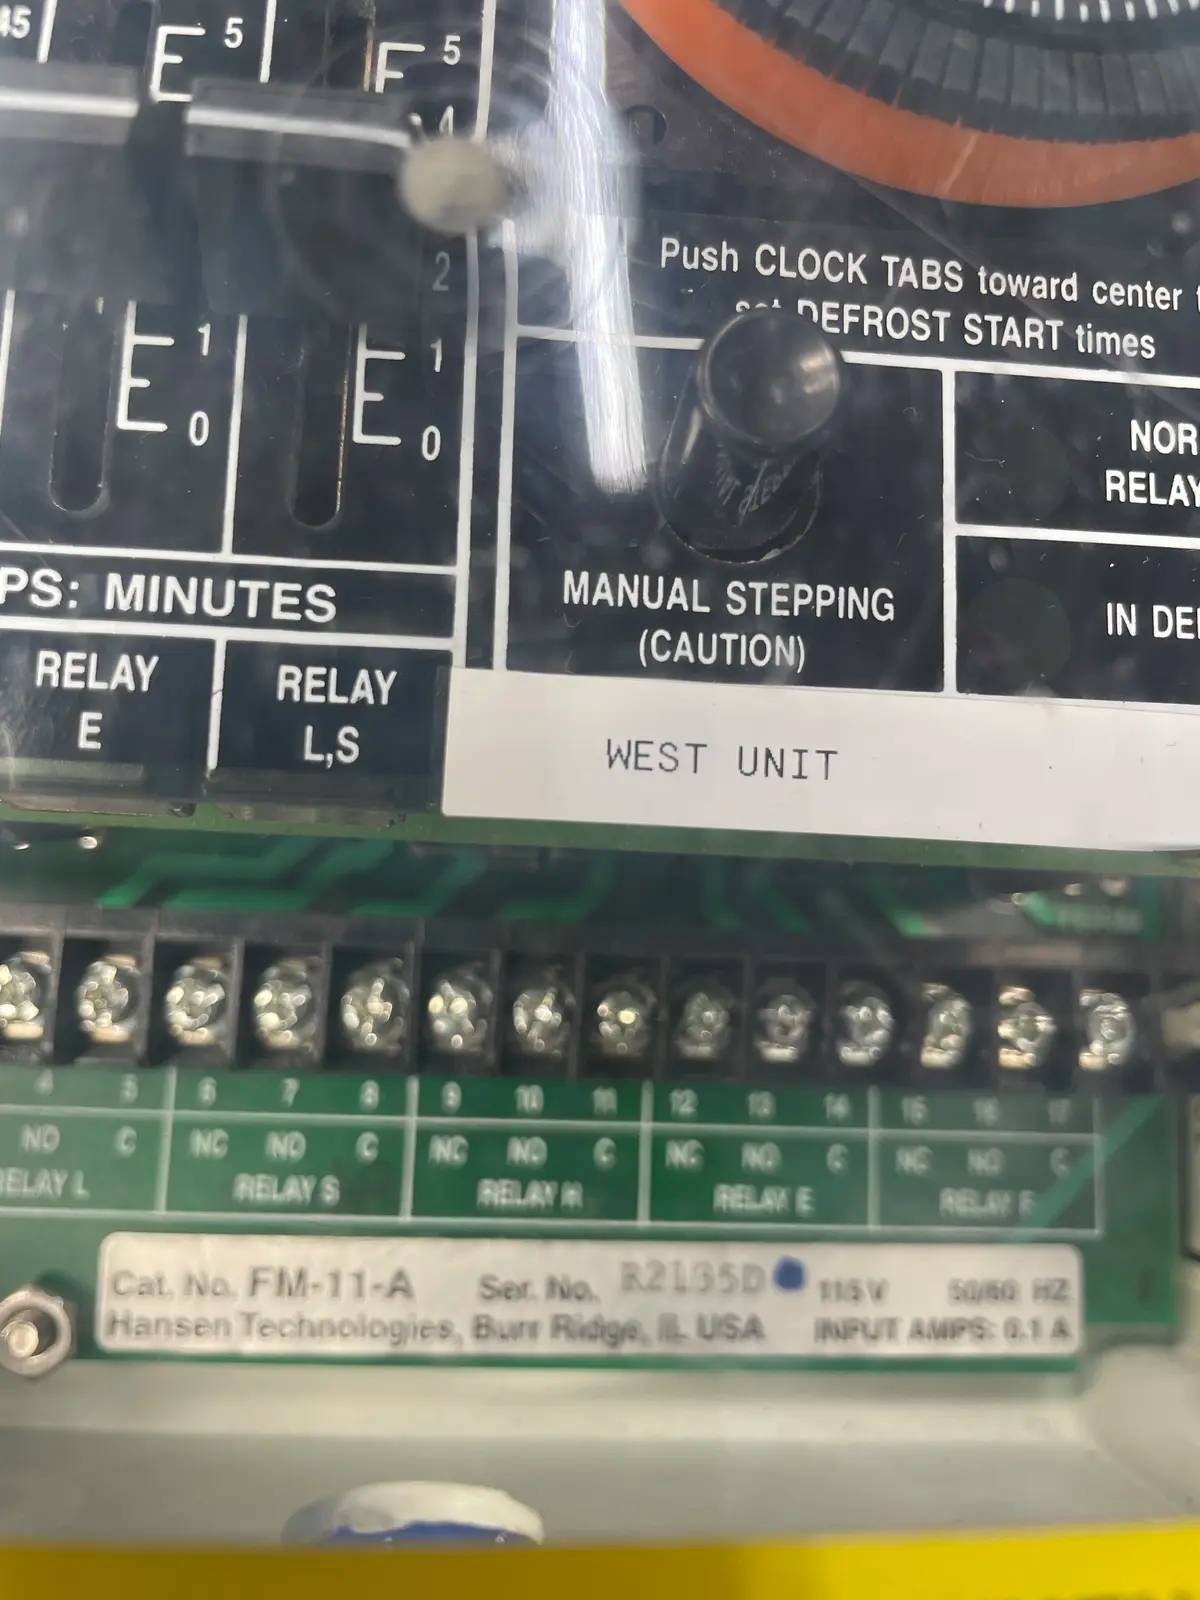 45
5
5
4
2
1
1
0
0
Push CLOCK TABS toward center
DEFROST START times
MANUAL STEPPING
(CAUTION)
NOR
RELAY
IN DE
PS: MINUTES
RELAY
E
RELAY
L,S
WEST UNIT
4 5 6 7 8 9 10 11 12 13 14 15 16 17
NO C NC NO C NC NO C NC NO C NC NO C
RELAY L RELAY S RELAY H RELAY E RELAY F
Cat. No. FM-11-A Ser. No. R2135D 115V 50/60 HZ
Hansen Technologies, Burr Ridge, IL USA INPUT AMPS: 0.1 A